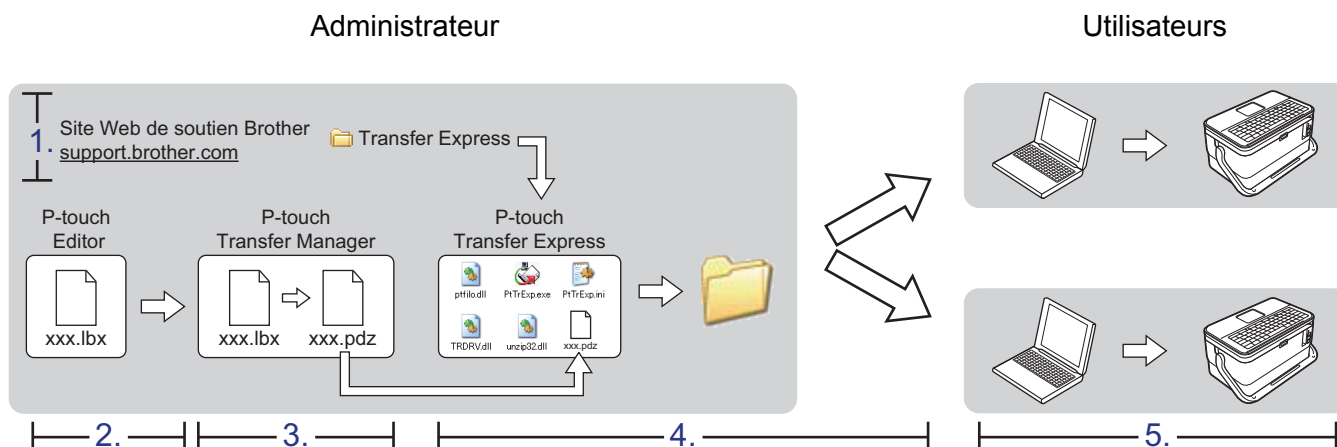 Administrateur
Utilisateurs
1.
Site Web de soutien Brother
support.brother.com
Transfer Express
P-touch
Editor
xxx.lbx
P-touch
Transfer Manager
xxx.lbx
xxx.pdz
P-touch
Transfer Express
ptfilo.dll
PtTrExp.exe
PtTrExp.ini
TRDRV.dll
unzip32.dll
xxx.pdz
2.
3.
4.
5.